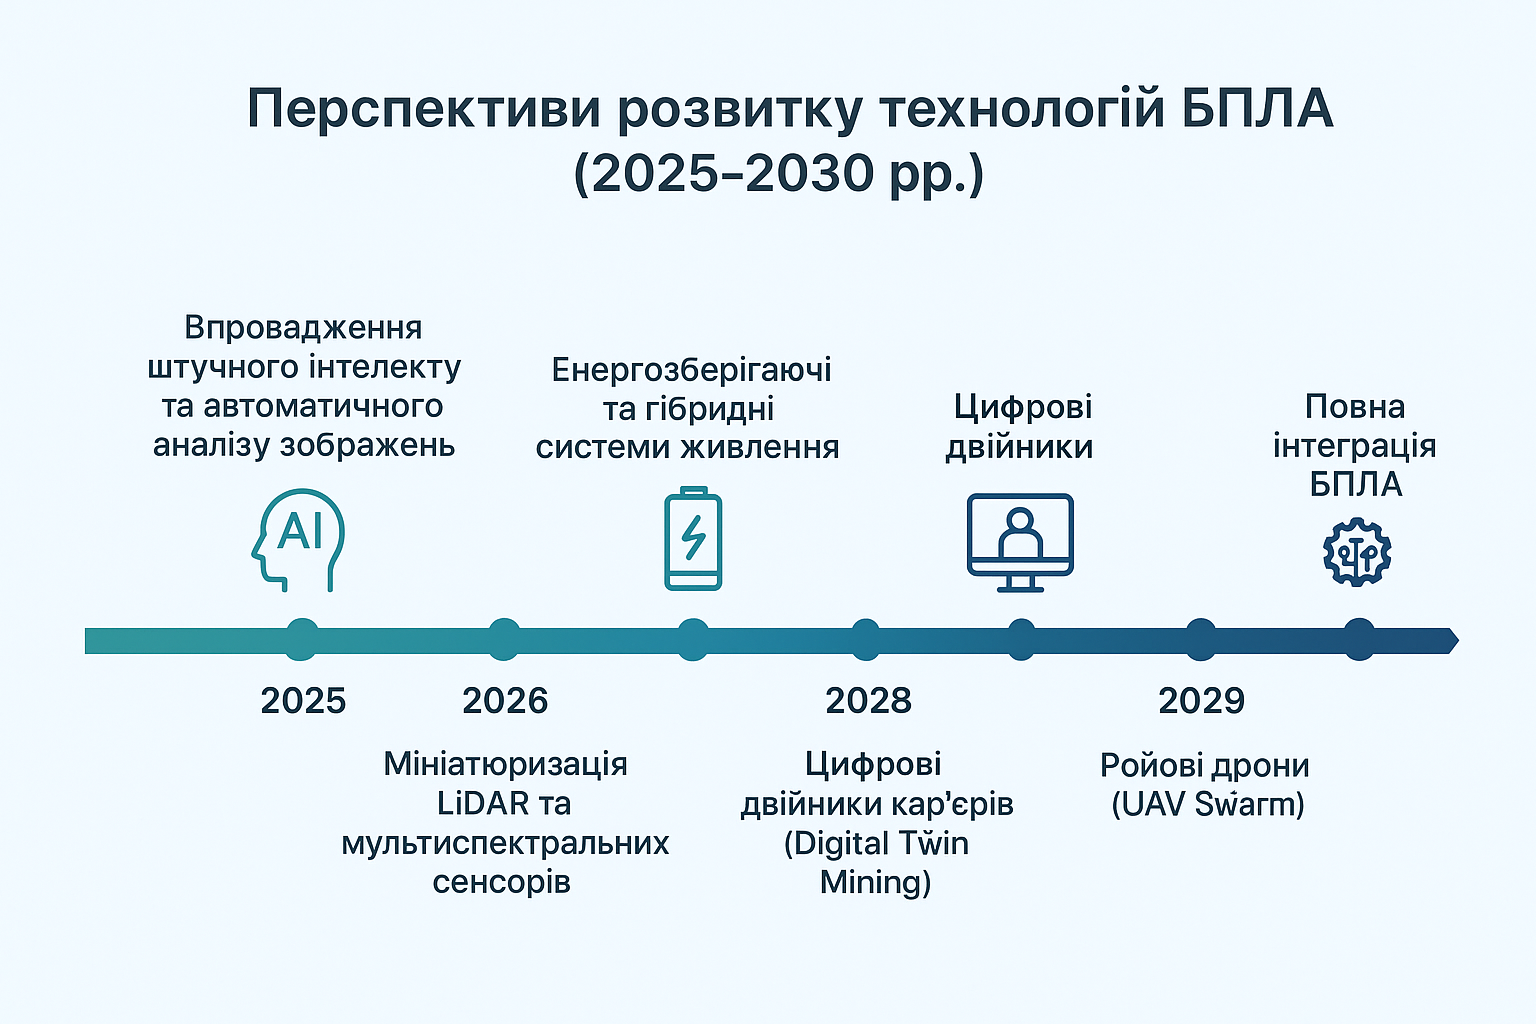 Перспективи розвитку технологій БПЛА
(2025–2030 рр.)
Впровадження
штучного інтелекту
та автоматичного
аналізу зображень
AI
Енергозберігаючі
та гібридні
системи живлення
Цифрові
двійники
Повна
інтеграція
БПЛА
2025
2026
2028
2029
Мініатюризація
LiDAR та
мультиспектральних
сенсорів
Цифрові
двійники кар’єрів
(Digital Twin
Mining)
Ройові дрони
(UAV Swarm)